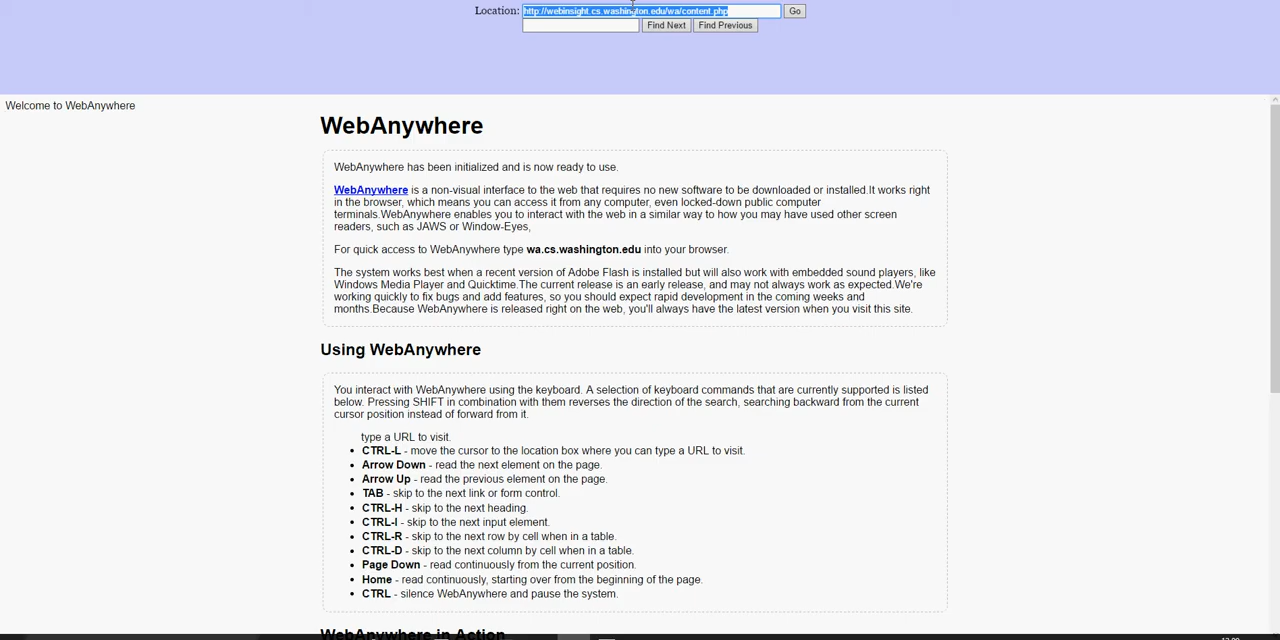 Location: http://webinsight.cs.washington.edu/wa/content.php Go
Find Next Find Previous
Welcome to WebAnywhere
WebAnywhere
WebAnywhere has been initialized and is now ready to use.
WebAnywhere is a non-visual interface to the web that requires no new software to be downloaded or installed.It works right
in the browser, which means you can access it from any computer, even locked-down public computer
terminals.WebAnywhere enables you to interact with the web in a similar way to how you may have used other screen
readers, such as JAWS or Window-Eyes,
For quick access to WebAnywhere type wa.cs.washington.edu into your browser.
The system works best when a recent version of Adobe Flash is installed but will also work with embedded sound players, like
Windows Media Player and Quicktime.The current release is an early release, and may not always work as expected.We're
working quickly to fix bugs and add features, so you should expect rapid development in the coming weeks and
months.Because WebAnywhere is released right on the web, you'll always have the latest version when you visit this site.
Using WebAnywhere
You interact with WebAnywhere using the keyboard. A selection of keyboard commands that are currently supported is listed
below. Pressing SHIFT in combination with them reverses the direction of the search, searching backward from the current
cursor position instead of forward from it.
type a URL to visit.
• CTRL-L - move the cursor to the location box where you can type a URL to visit.
• Arrow Down - read the next element on the page.
• Arrow Up - read the previous element on the page.
• TAB - skip to the next link or form control.
• CTRL-H - skip to the next heading.
• CTRL-I - skip to the next input element.
• CTRL-R - skip to the next row by cell when in a table.
• CTRL-D - skip to the next column by cell when in a table.
• Page Down - read continuously from the current position.
• Home - read continuously, starting over from the beginning of the page.
• CTRL - silence WebAnywhere and pause the system.
WebAnywhere in Action